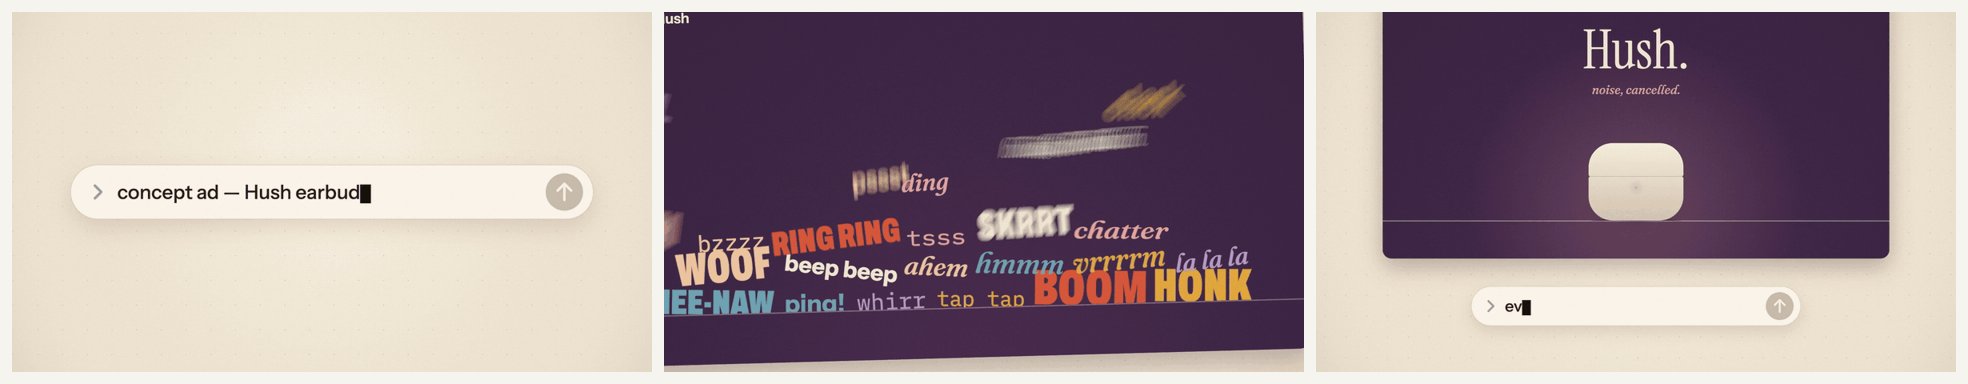 concept ad — Hush earbud
ush
ding
bzzzz RING RING tsss SKRRT chatter
WOOF beep beep ahem hmmm vrrrrm la la la
EE-NAW ping! whirr tap tap BOOM HONK
Hush.
noise, cancelled.
ev